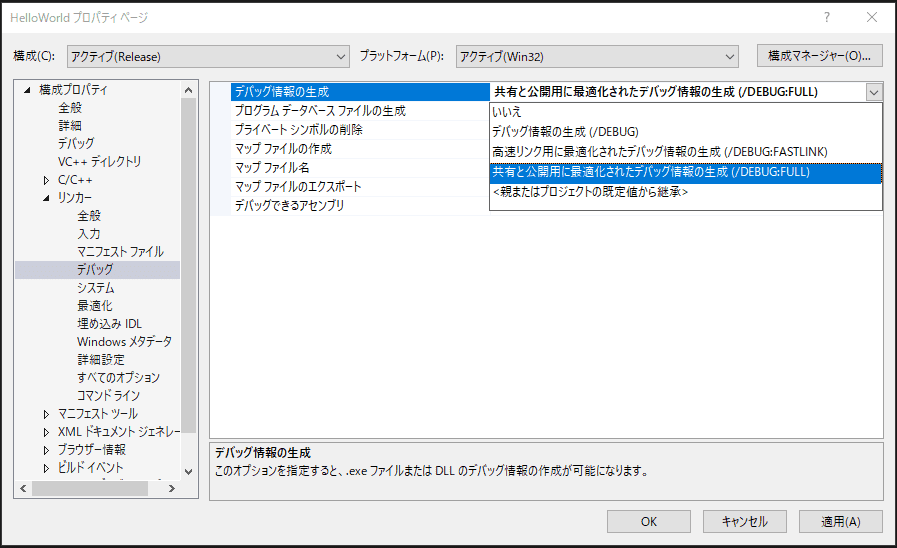 HelloWorld プロパティ ページ
?
構成(C):
アクティブ(Release)
プラットフォーム(P):
アクティブ(Win32)
構成マネージャー(O)...
構成プロパティ
全般
詳細
デバッグ
VC++ ディレクトリ
C/C++
リンカー
全般
入力
マニフェスト ファイル
デバッグ
システム
最適化
埋め込み IDL
Windows メタデータ
詳細設定
すべてのオプション
コマンド ライン
マニフェスト ツール
XML ドキュメント ジェネレー
ブラウザー情報
ビルド イベント
デバッグ情報の生成
共有と公開用に最適化されたデバッグ情報の生成 (/DEBUG:FULL)
プログラム データベース ファイルの生成
プライベート シンボルの削除
マップ ファイルの作成
マップ ファイル名
マップ ファイルのエクスポート
デバッグできるアセンブリ
いいえ
デバッグ情報の生成 (/DEBUG)
高速リンク用に最適化されたデバッグ情報の生成 (/DEBUG:FASTLINK)
共有と公開用に最適化されたデバッグ情報の生成 (/DEBUG:FULL)
<親またはプロジェクトの既定値から継承>
デバッグ情報の生成
このオプションを指定すると、.exe ファイルまたは DLL のデバッグ情報の作成が可能になります。
OK
キャンセル
適用(A)